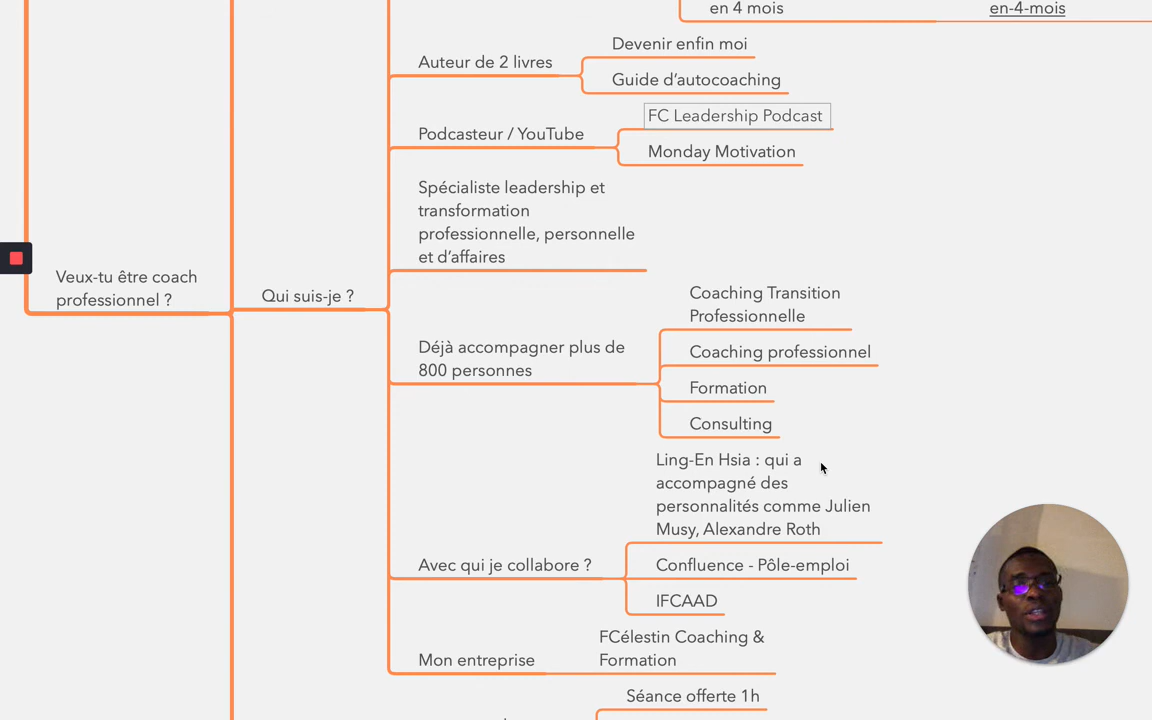 en 4 mois
en-4-mois
Auteur de 2 livres
Devenir enfin moi
Guide d'autocoaching
Podcasteur / YouTube
FC Leadership Podcast
Monday Motivation
Spécialiste leadership et
transformation
professionnelle, personnelle
et d'affaires
Veux-tu être coach
professionnel ?
Qui suis-je ?
Déjà accompagner plus de
800 personnes
Coaching Transition
Professionnelle
Coaching professionnel
Formation
Consulting
Avec qui je collabore ?
Ling-En Hsia : qui a
accompagné des
personnalités comme Julien
Musy, Alexandre Roth
Confluence - Pôle-emploi
IFCAAD
Mon entreprise
FCélestin Coaching &
Formation
Séance offerte 1h